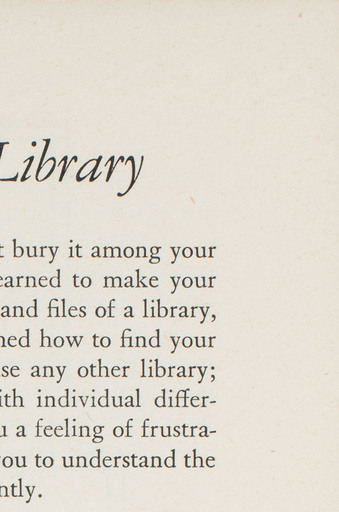 Library
t bury it among your
earned to make your
and files of a library,
ned how to find your
se any other library;
ith individual differ-
u a feeling of frustra-
ou to understand the
ntly.